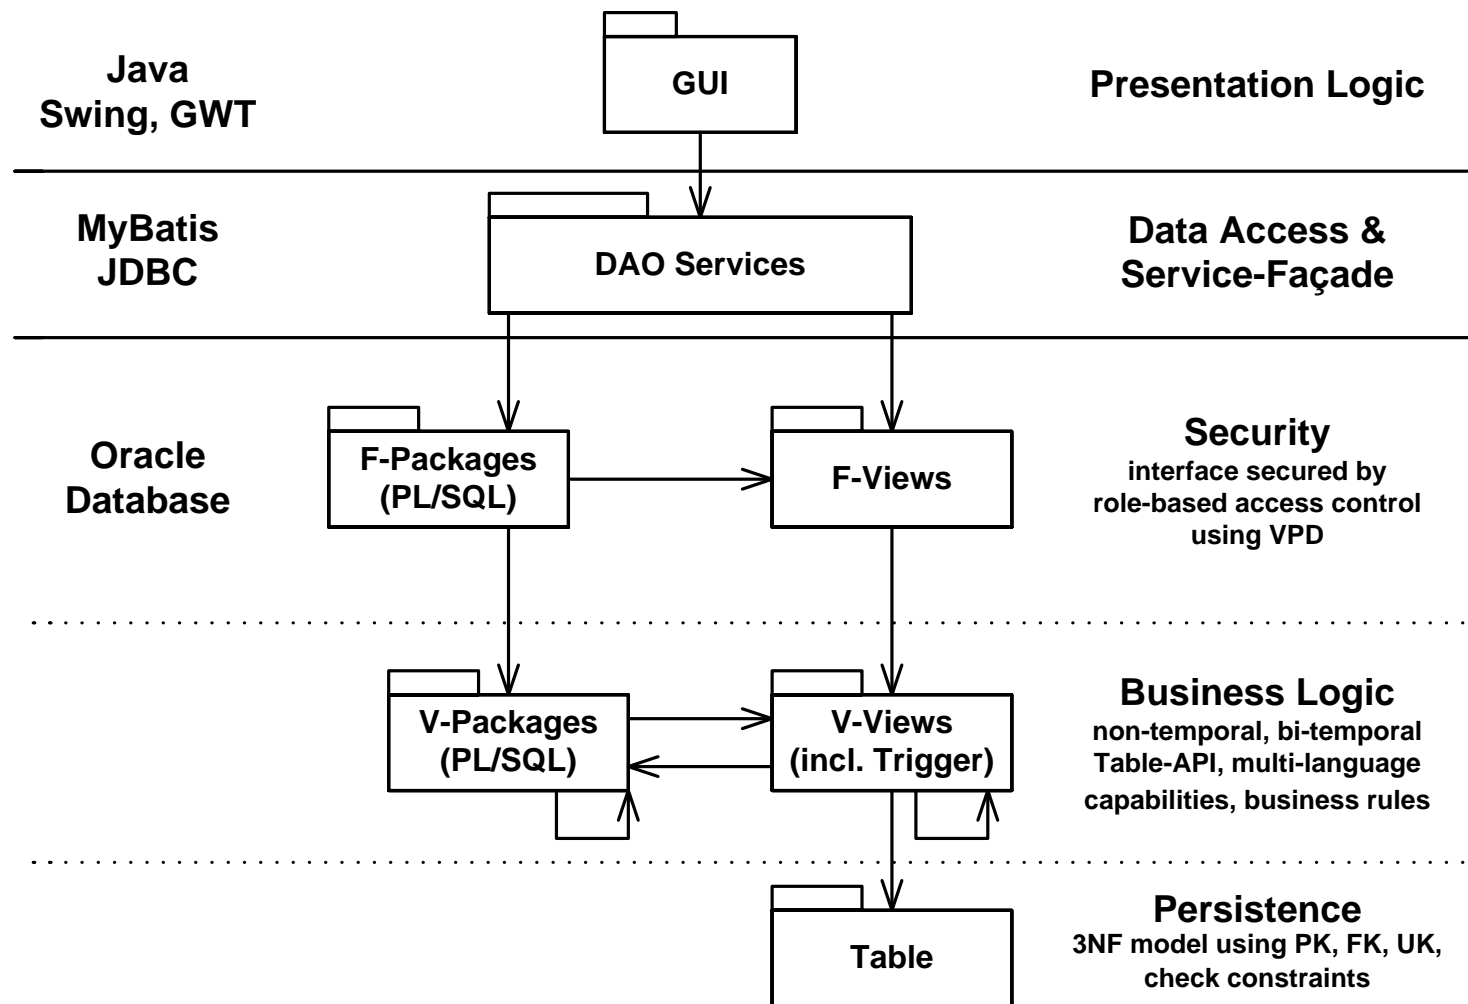 Java
Swing, GWT
GUI
Presentation Logic
MyBatis
JDBC
DAO Services
Data Access &
Service-Façade
Oracle
Database
F-Packages
(PL/SQL)
F-Views
Security
interface secured by
role-based access control
using VPD
V-Packages
(PL/SQL)
V-Views
(incl. Trigger)
Business Logic
non-temporal, bi-temporal
Table-API, multi-language
capabilities, business rules
Table
Persistence
3NF model using PK, FK, UK,
check constraints